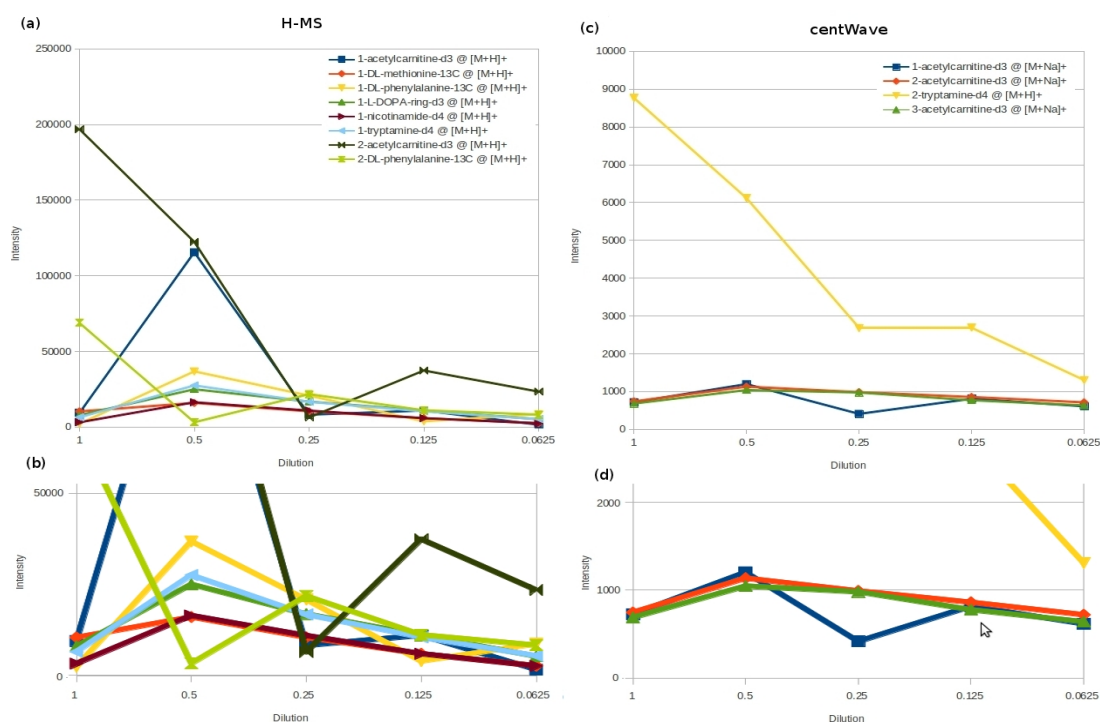 (a)
H-MS
250000
200000
150000
100000
50000
0
Intensity
1-acetylcarnitine-d3 @ [M+H]+
1-DL-methionine-13C @ [M+H]+
1-DL-phenylalanine-13C @ [M+H]+
1-L-DOPA-ring-d3 @ [M+H]+
1-nicotinamide-d4 @ [M+H]+
1-tryptamine-d4 @ [M+H]+
2-acetylcarnitine-d3 @ [M+H]+
2-DL-phenylalanine-13C @ [M+H]+
1 0.5 0.25 0.125 0.0625
Dilution
(b)
50000
0
Intensity
1 0.5 0.25 0.125 0.0625
Dilution
(c)
centWave
10000
9000
8000
7000
6000
5000
4000
3000
2000
1000
0
Intensity
1-acetylcarnitine-d3 @ [M+Na]+
2-acetylcarnitine-d3 @ [M+Na]+
2-tryptamine-d4 @ [M+H]+
3-acetylcarnitine-d3 @ [M+Na]+
1 0.5 0.25 0.125 0.0625
Dilution
(d)
2000
1000
0
Intensity
1 0.5 0.25 0.125 0.0625
Dilution